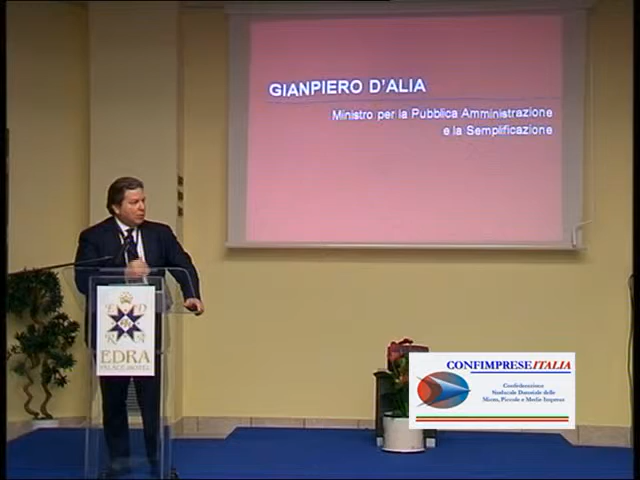 GIANPIERO D'ALIA
Ministro per la Pubblica Amministrazione
e la Semplificazione
E D
R A
EDRA
PALACE HOTEL
CONFIMPRESEITALIA
Confederazione
Sindacale Datoriale delle
Micro, Piccole e Medie Imprese